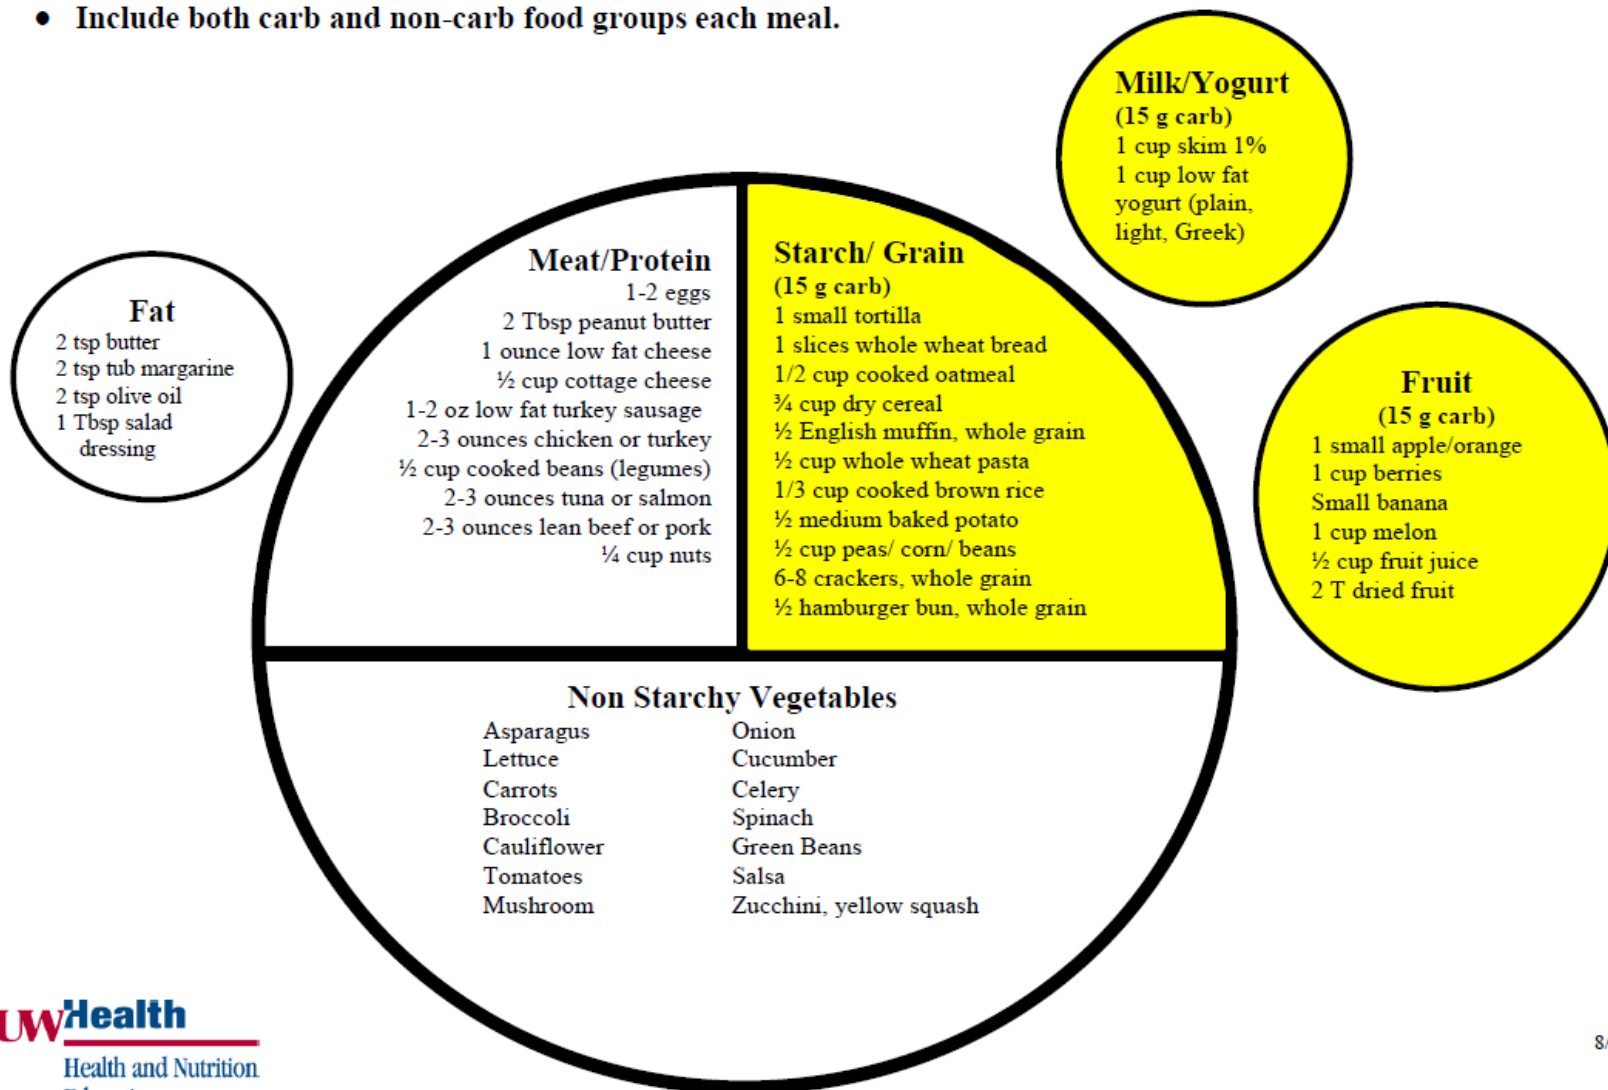 • Include both carb and non-carb food groups each meal.
Milk/Yogurt
(15 g carb)
1 cup skim 1%
1 cup low fat
yogurt (plain,
light, Greek)
Fat
2 tsp butter
2 tsp tub margarine
2 tsp olive oil
1 Tbsp salad
dressing
Meat/Protein
1-2 eggs
2 Tbsp peanut butter
1 ounce low fat cheese
½ cup cottage cheese
1-2 oz low fat turkey sausage
2-3 ounces chicken or turkey
½ cup cooked beans (legumes)
2-3 ounces tuna or salmon
2-3 ounces lean beef or pork
¼ cup nuts
Starch/ Grain
(15 g carb)
1 small tortilla
1 slices whole wheat bread
1/2 cup cooked oatmeal
¾ cup dry cereal
½ English muffin, whole grain
½ cup whole wheat pasta
1/3 cup cooked brown rice
½ medium baked potato
½ cup peas/ corn/ beans
6-8 crackers, whole grain
½ hamburger bun, whole grain
Fruit
(15 g carb)
1 small apple/orange
1 cup berries
Small banana
1 cup melon
½ cup fruit juice
2 T dried fruit
Non Starchy Vegetables
Asparagus
Lettuce
Carrots
Broccoli
Cauliflower
Tomatoes
Mushroom
Onion
Cucumber
Celery
Spinach
Green Beans
Salsa
Zucchini, yellow squash
UWHealth
Health and Nutrition
8/